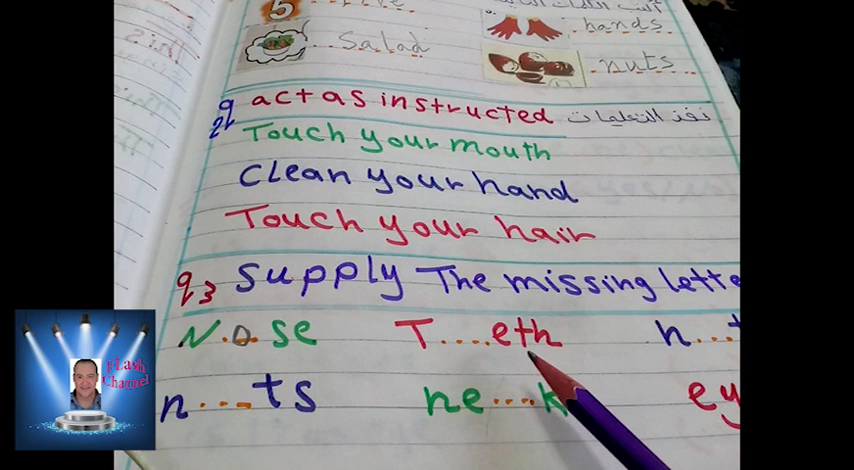 5
hands
Salad
nuts
q2 act as instructed نفذ التعليمات
Touch your mouth
Clean your hand
Touch your hair
q3 Supply The missing lette
N.o.se T....eth h...t
n...ts ne...k ey
Flash
Channel